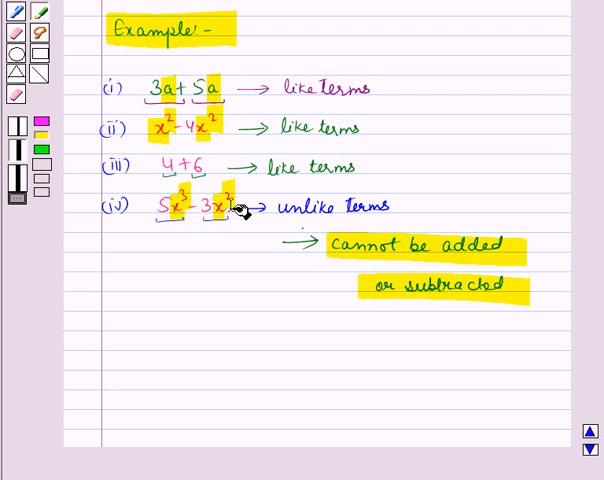 Example:-
(i) 3a + 5a → like terms
(ii) x² - 4x² → like terms
(iii) 4 + 6 → like terms
(iv) 5x³ - 3x² → unlike terms
→ cannot be added
or subtracted